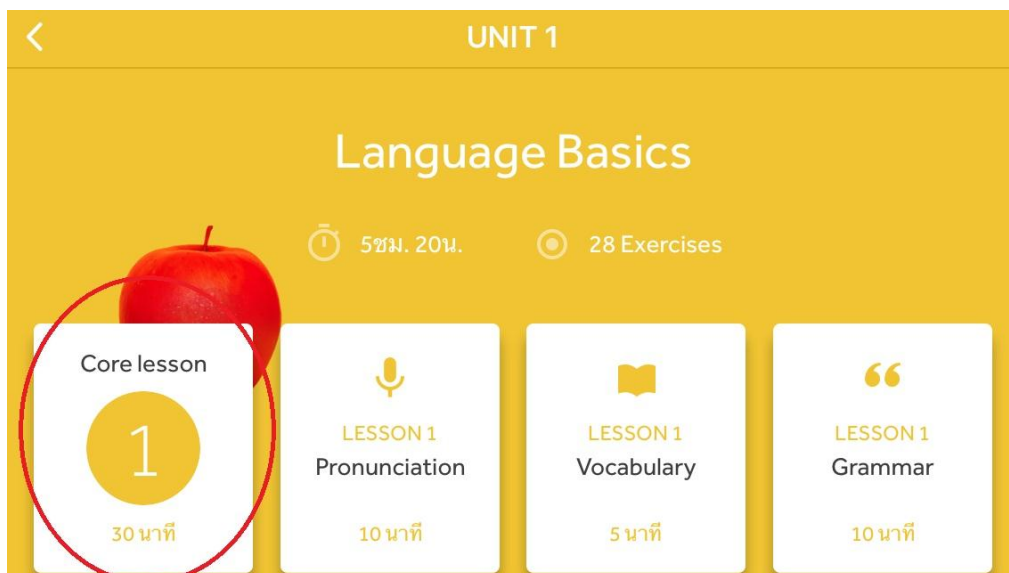 UNIT 1
Language Basics
5ชม. 20น.
28 Exercises
Core lesson
1
30 นาที
LESSON 1
Pronunciation
10 นาที
LESSON 1
Vocabulary
5 นาที
LESSON 1
Grammar
10 นาที